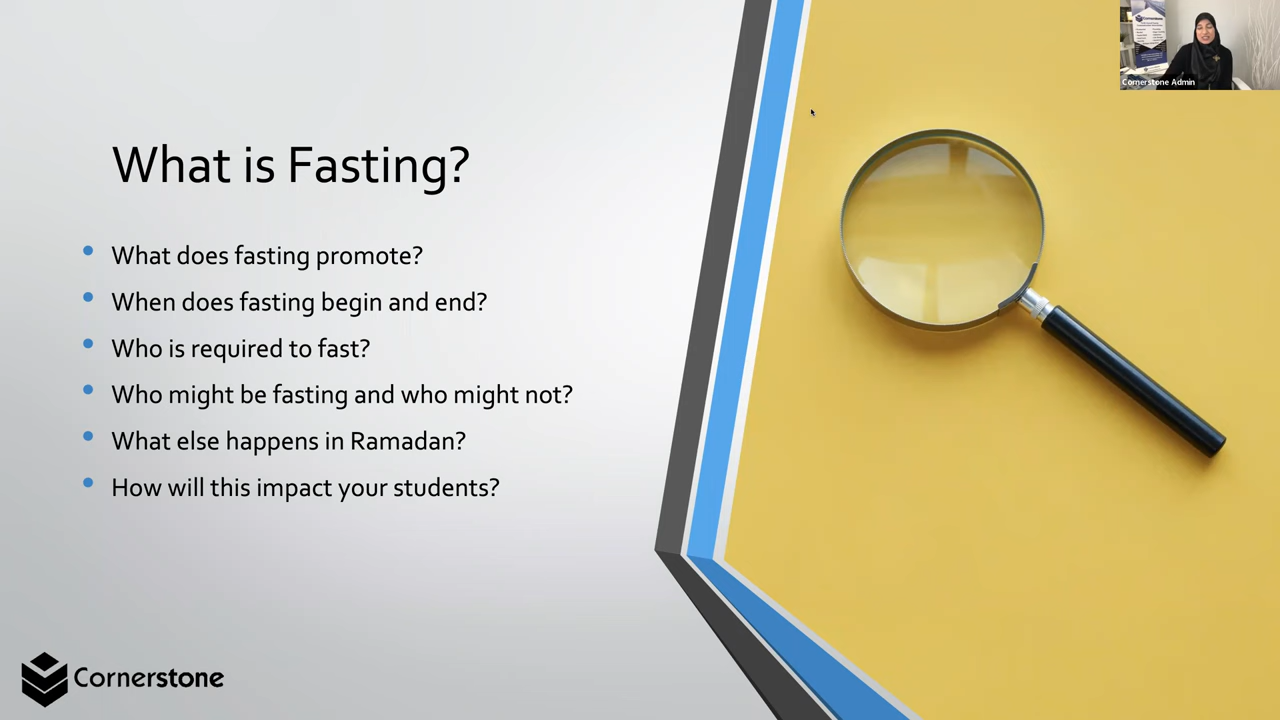 What is Fasting?
What does fasting promote?
When does fasting begin and end?
Who is required to fast?
Who might be fasting and who might not?
What else happens in Ramadan?
How will this impact your students?
Cornerstone
Cornerstone
Cornerstone Admin